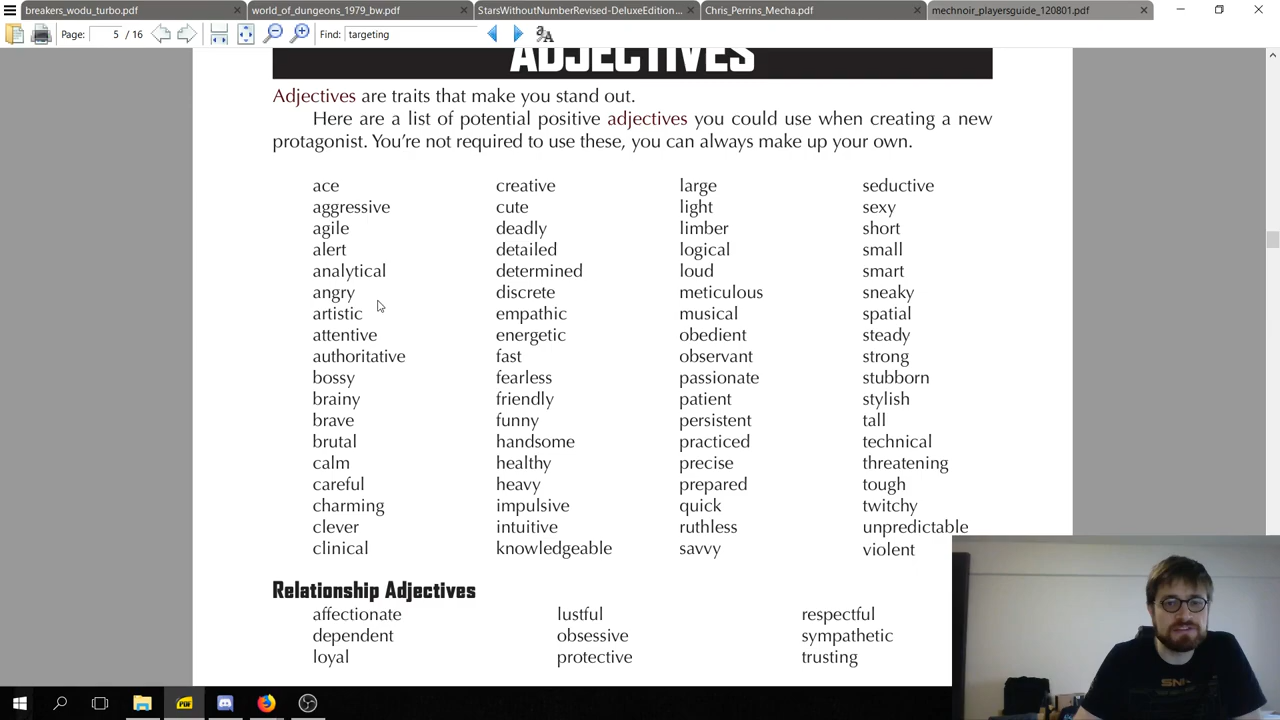 breakers_wodu_turbo.pdf
world_of_dungeons_1979_bw.pdf
StarsWithoutNumberRevised-DeluxeEdition...
Chris_Perrins_Mecha.pdf
mechnoir_playersguide_120801.pdf
Page: 5 / 16 Find: targeting
ADJECTIVES
Adjectives are traits that make you stand out.
Here are a list of potential positive adjectives you could use when creating a new
protagonist. You're not required to use these, you can always make up your own.
ace
aggressive
agile
alert
analytical
angry
artistic
attentive
authoritative
bossy
brainy
brave
brutal
calm
careful
charming
clever
clinical
creative
cute
deadly
detailed
determined
discrete
empathic
energetic
fast
fearless
friendly
funny
handsome
healthy
heavy
impulsive
intuitive
knowledgeable
large
light
limber
logical
loud
meticulous
musical
obedient
observant
passionate
patient
persistent
practiced
precise
prepared
quick
ruthless
savvy
seductive
sexy
short
small
smart
sneaky
spatial
steady
strong
stubborn
stylish
tall
technical
threatening
tough
twitchy
unpredictable
violent
Relationship Adjectives
affectionate
dependent
loyal
lustful
obsessive
protective
respectful
sympathetic
trusting